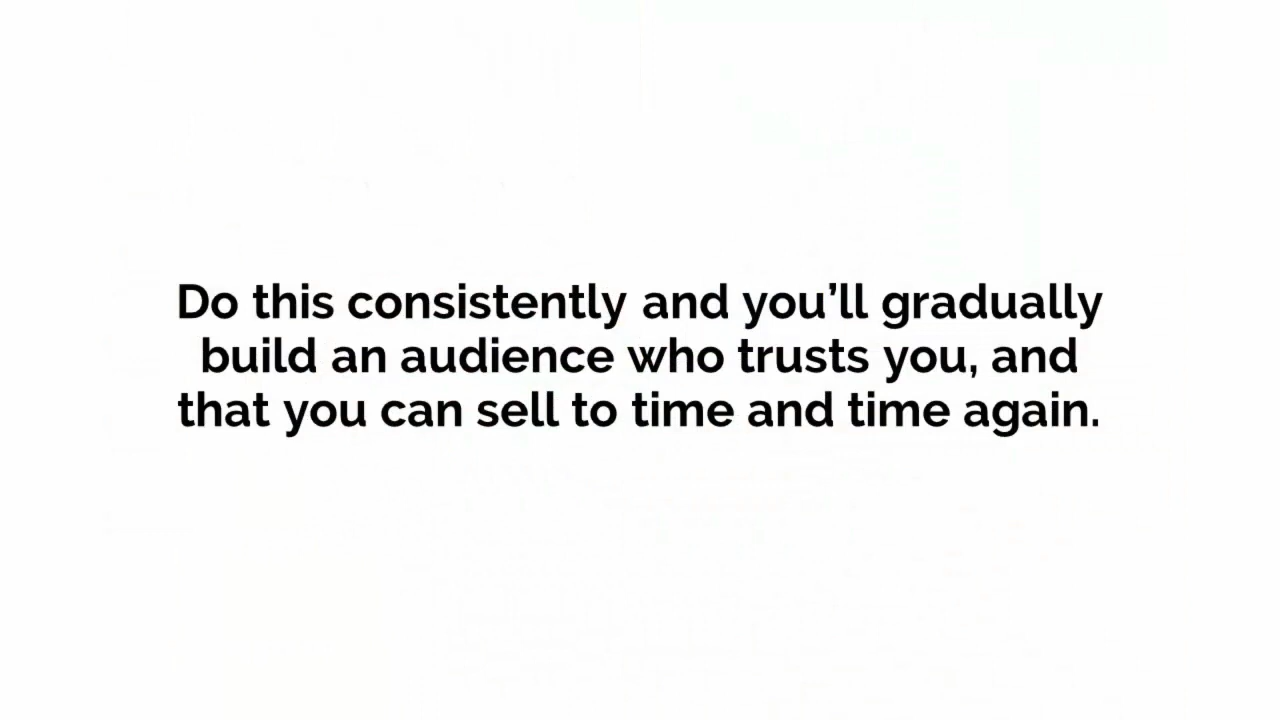 Do this consistently and you’ll gradually
build an audience who trusts you, and
that you can sell to time and time again.